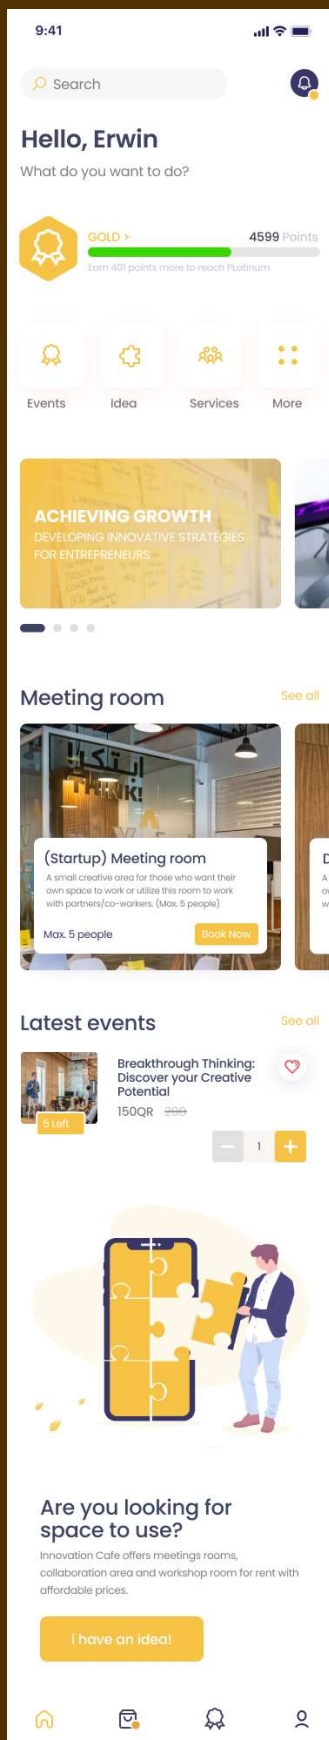 9:41
Search
Hello, Erwin
What do you want to do?
GOLD >
4599 Points
Earn 401 points more to reach PLatinum
Events
Idea
Services
More
ACHIEVING GROWTH
DEVELOPING INNOVATIVE STRATEGIES
FOR ENTREPRENEURS
Meeting room
See all
ابتكر!
THINK!
(Startup) Meeting room
A small creative area for those who want their
own space to work or utilize this room to work
with partners/co-workers. (Max. 5 people)
Max. 5 people
Book Now
D
A
ov
w
Latest events
See all
Breakthrough Thinking:
Discover your Creative
Potential
150QR 200
5 Left
1
Are you looking for
space to use?
Innovation Cafe offers meetings rooms,
collaboration area and workshop room for rent with
affordable prices.
i have an idea!